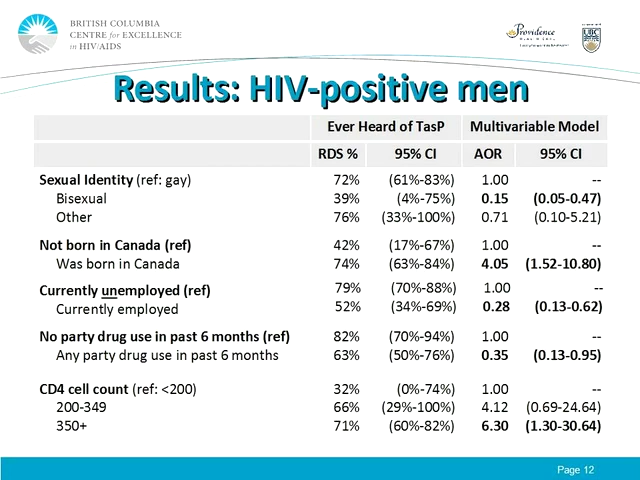 BRITISH COLUMBIA
CENTRE for EXCELLENCE
in HIV/AIDS
Providence
UBC
Results: HIV-positive men
Ever Heard of TasP Multivariable Model
RDS % 95% CI AOR 95% CI
Sexual Identity (ref: gay) 72% (61%-83%) 1.00 --
Bisexual 39% (4%-75%) 0.15 (0.05-0.47)
Other 76% (33%-100%) 0.71 (0.10-5.21)
Not born in Canada (ref) 42% (17%-67%) 1.00 --
Was born in Canada 74% (63%-84%) 4.05 (1.52-10.80)
Currently unemployed (ref) 79% (70%-88%) 1.00 --
Currently employed 52% (34%-69%) 0.28 (0.13-0.62)
No party drug use in past 6 months (ref) 82% (70%-94%) 1.00 --
Any party drug use in past 6 months 63% (50%-76%) 0.35 (0.13-0.95)
CD4 cell count (ref: <200) 32% (0%-74%) 1.00 --
200-349 66% (29%-100%) 4.12 (0.69-24.64)
350+ 71% (60%-82%) 6.30 (1.30-30.64)
Page 12